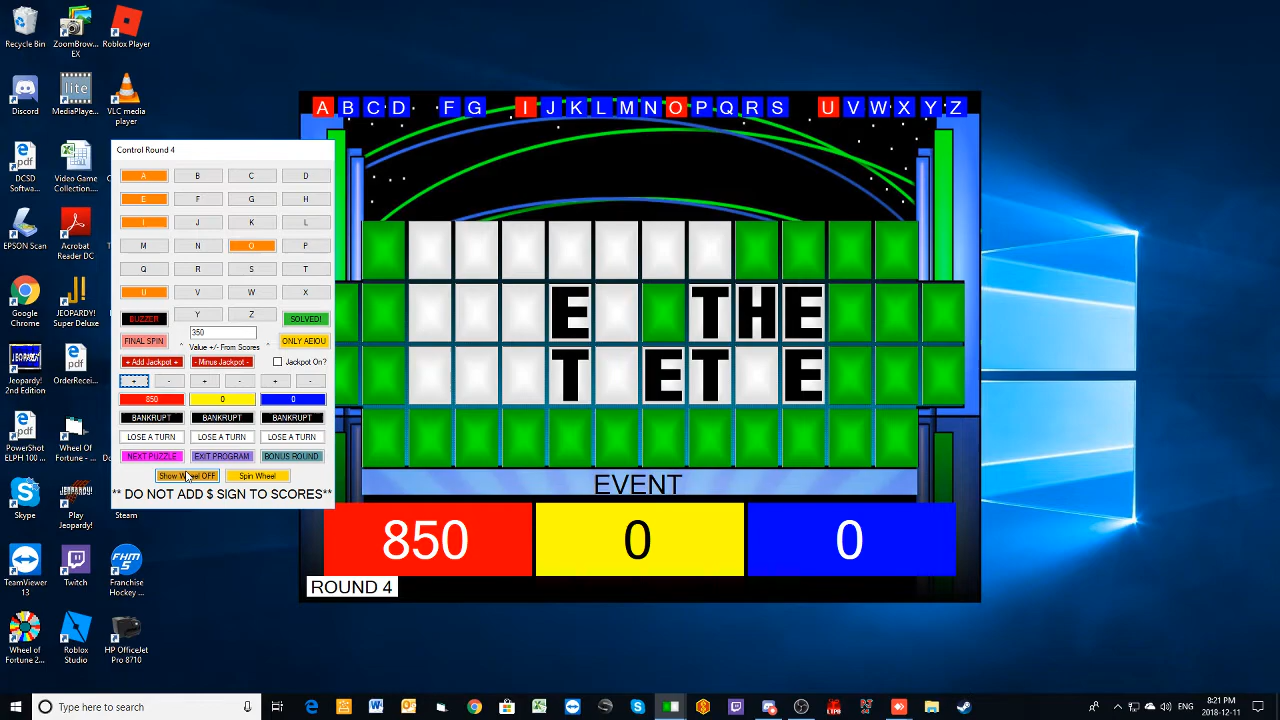 Recycle Bin
ZoomBrow... EX
Roblox Player
Discord
MediaPlaye...
VLC media player
DCSD Softwa...
Video Game Collection....
EPSON Scan
Acrobat Reader DC
Google Chrome
JEOPARDY! Super Deluxe
Jeopardy! 2nd Edition
OrderRecei...
PowerShot ELPH 100 ...
Wheel Of Fortune - ...
Skype
Play Jeopardy!
Steam
TeamViewer 13
Twitch
Franchise Hockey ...
Wheel of Fortune 2...
Roblox Studio
HP OfficeJet Pro 8710
Control Round 4
A B C D
E F G H
I J K L
M N O P
Q R S T
U V W X
BUZZER Y Z SOLVED!
350
FINAL SPIN Value +/- From Scores ONLY AEIOU
+ Add Jackpot + - Minus Jackpot - Jackpot On?
+ - + - + -
850 0 0
BANKRUPT BANKRUPT BANKRUPT
LOSE A TURN LOSE A TURN LOSE A TURN
NEXT PUZZLE EXIT PROGRAM BONUS ROUND
Show Wheel OFF Spin Wheel
** DO NOT ADD $ SIGN TO SCORES**
A B C D F G I J K L M N O P Q R S U V W X Y Z
E THE
T ET E
EVENT
850 0 0
ROUND 4
Type here to search
8:21 PM
2018-12-11